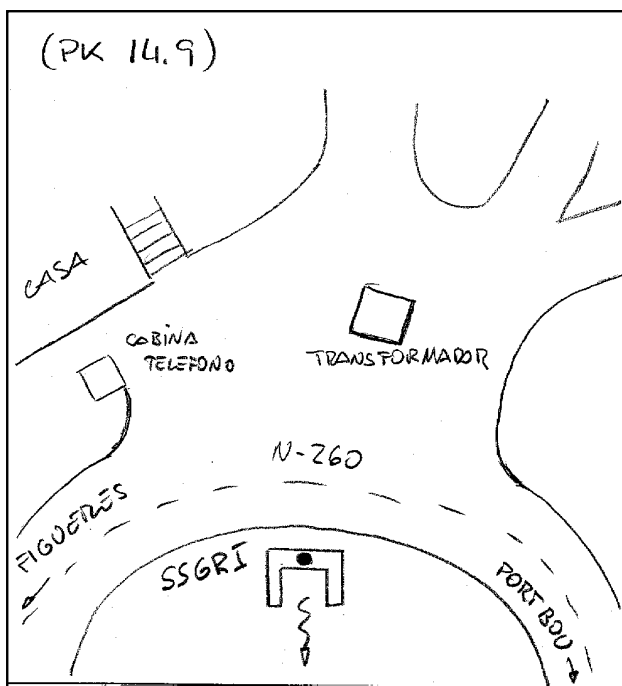 (PK 14.9)
CASA
CABINA
TELEFONO
TRANSFORMADOR
N-260
FIGUERES
SSGRI
PORTBOU